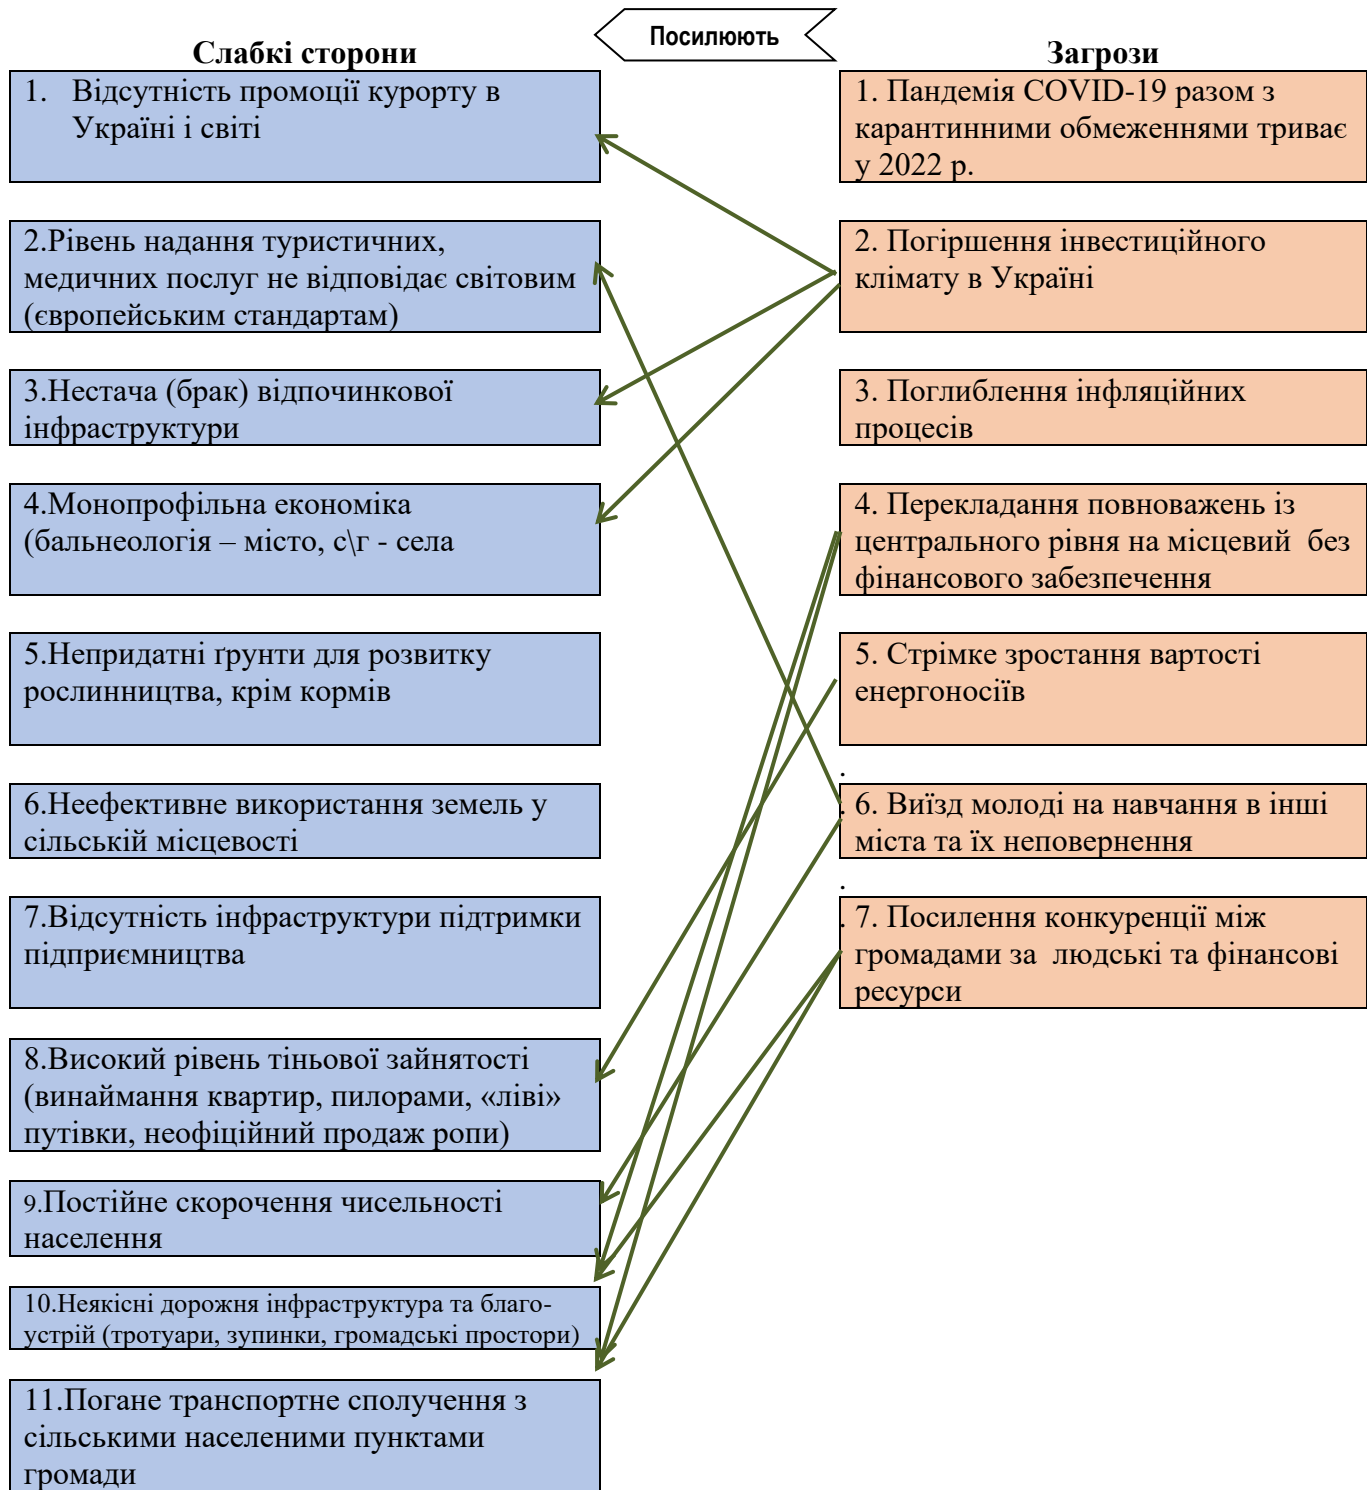 Посилюють
Слабкі сторони
1. Відсутність промоції курорту в
Україні і світі
2.Рівень надання туристичних,
медичних послуг не відповідає світовим
(європейським стандартам)
3.Нестача (брак) відпочинкової
інфраструктури
4.Монопрофільна економіка
(бальнеологія – місто, с\г - села
5.Непридатні ґрунти для розвитку
рослинництва, крім кормів
6.Неефективне використання земель у
сільській місцевості
7.Відсутність інфраструктури підтримки
підприємництва
8.Високий рівень тіньової зайнятості
(винаймання квартир, пилорами, «ліві»
путівки, неофіційний продаж ропи)
9.Постійне скорочення чисельності
населення
10.Неякісні дорожня інфраструктура та благо-
устрій (тротуари, зупинки, громадські простори)
11.Погане транспортне сполучення з
сільськими населеними пунктами
громади
Загрози
1. Пандемія COVID-19 разом з
карантинними обмеженнями триває
у 2022 р.
2. Погіршення інвестиційного
клімату в Україні
3. Поглиблення інфляційних
процесів
4. Перекладання повноважень із
центрального рівня на місцевий без
фінансового забезпечення
5. Стрімке зростання вартості
енергоносіїв
.
. 6. Виїзд молоді на навчання в інші
міста та їх неповернення
.
. 7. Посилення конкуренції між
громадами за людські та фінансові
ресурси